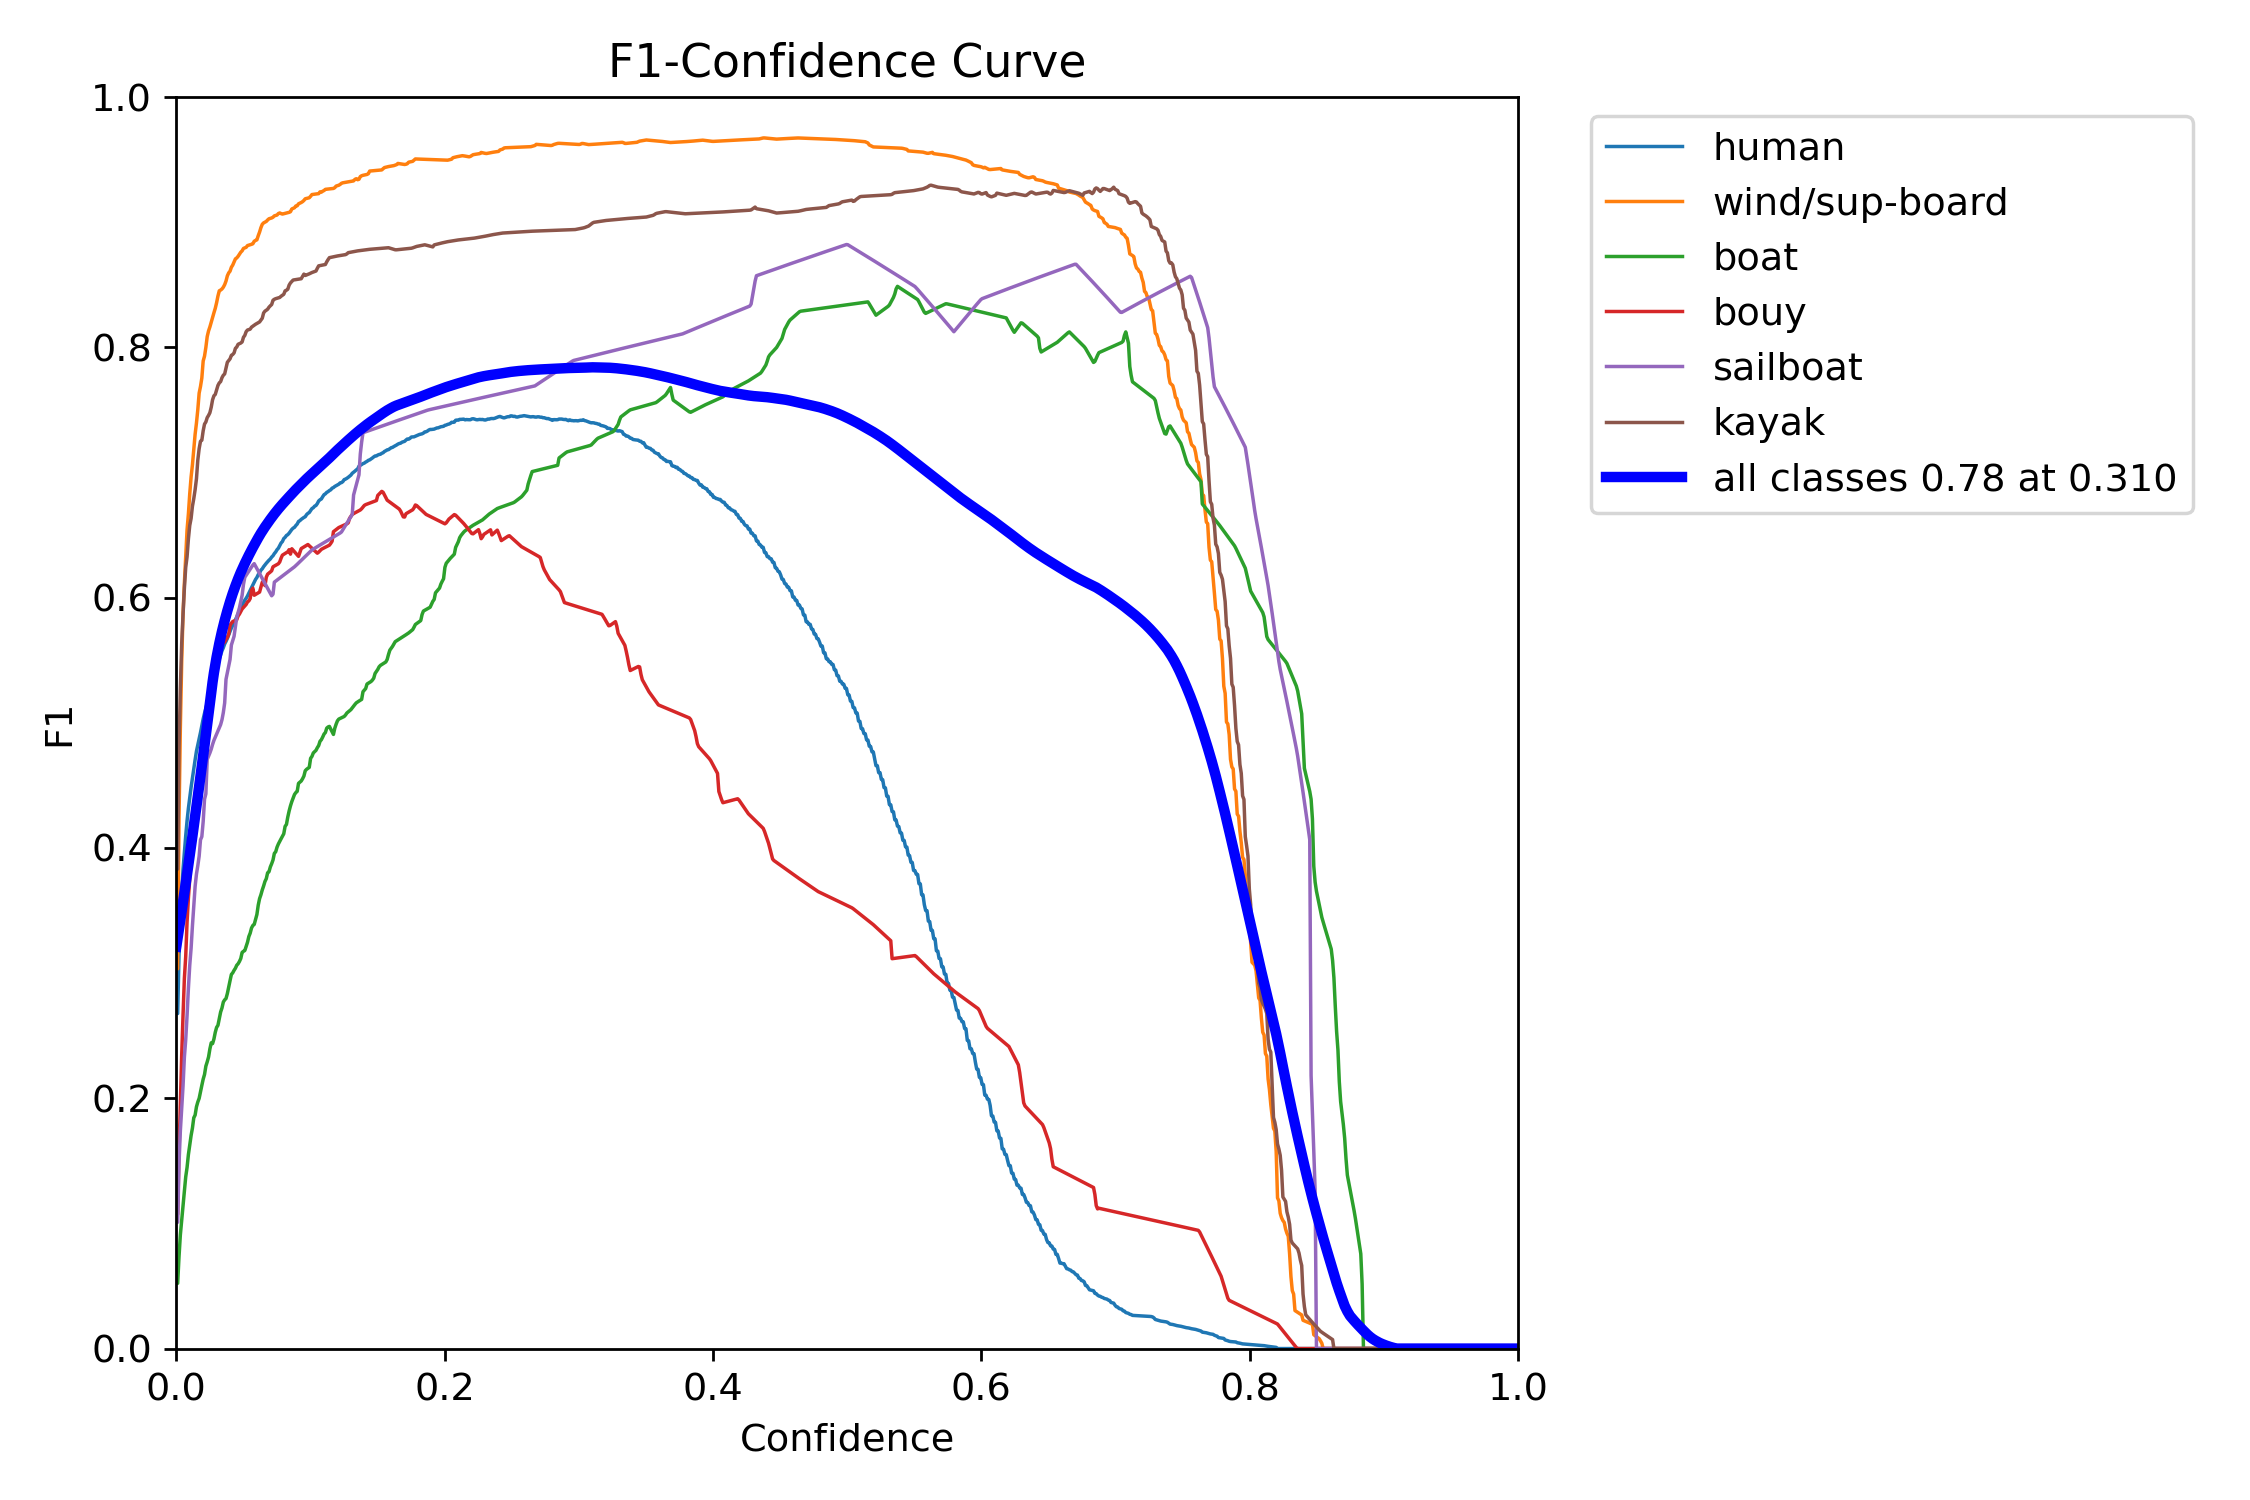 F1-Confidence Curve
1.0
0.8
0.6
0.4
0.2
0.0
F1
0.0 0.2 0.4 0.6 0.8 1.0
Confidence
human
wind/sup-board
boat
bouy
sailboat
kayak
all classes 0.78 at 0.310